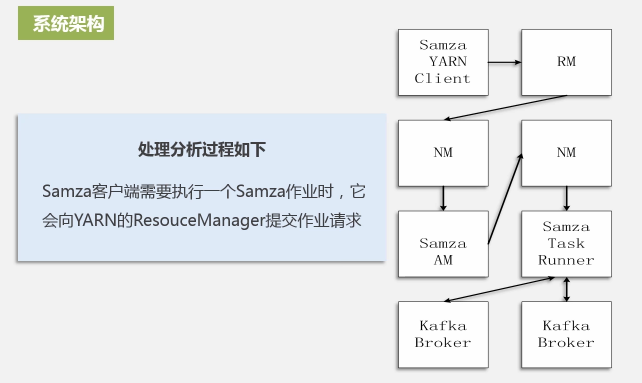 系统架构
处理分析过程如下
Samza客户端需要执行一个Samza作业时，它
会向YARN的ResouceManager提交作业请求
Samza
YARN
Client
RM
NM
NM
Samza
AM
Samza
Task
Runner
Kafka
Broker
Kafka
Broker